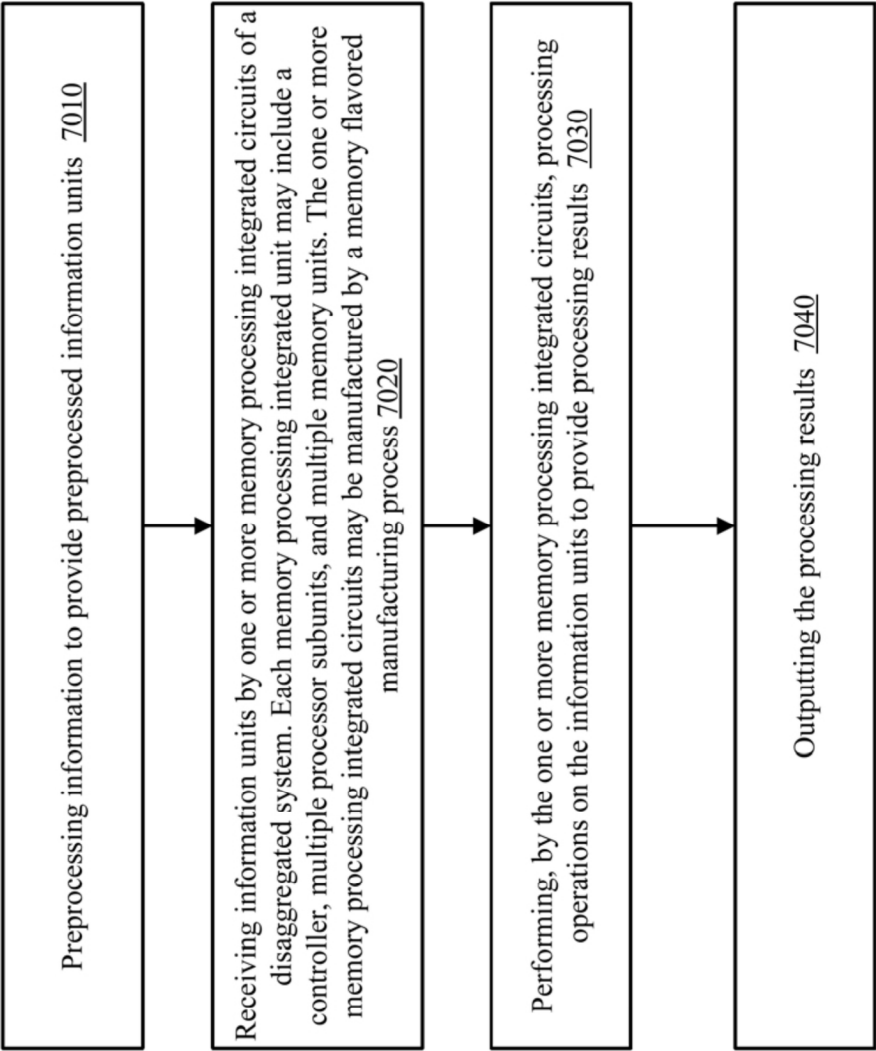 Preprocessing information to provide preprocessed information units 7010
Receiving information units by one or more memory processing integrated circuits of a
disaggregated system. Each memory processing integrated unit may include a
controller, multiple processor subunits, and multiple memory units. The one or more
memory processing integrated circuits may be manufactured by a memory flavored
manufacturing process 7020
Performing, by the one or more memory processing integrated circuits, processing
operations on the information units to provide processing results 7030
Outputting the processing results 7040